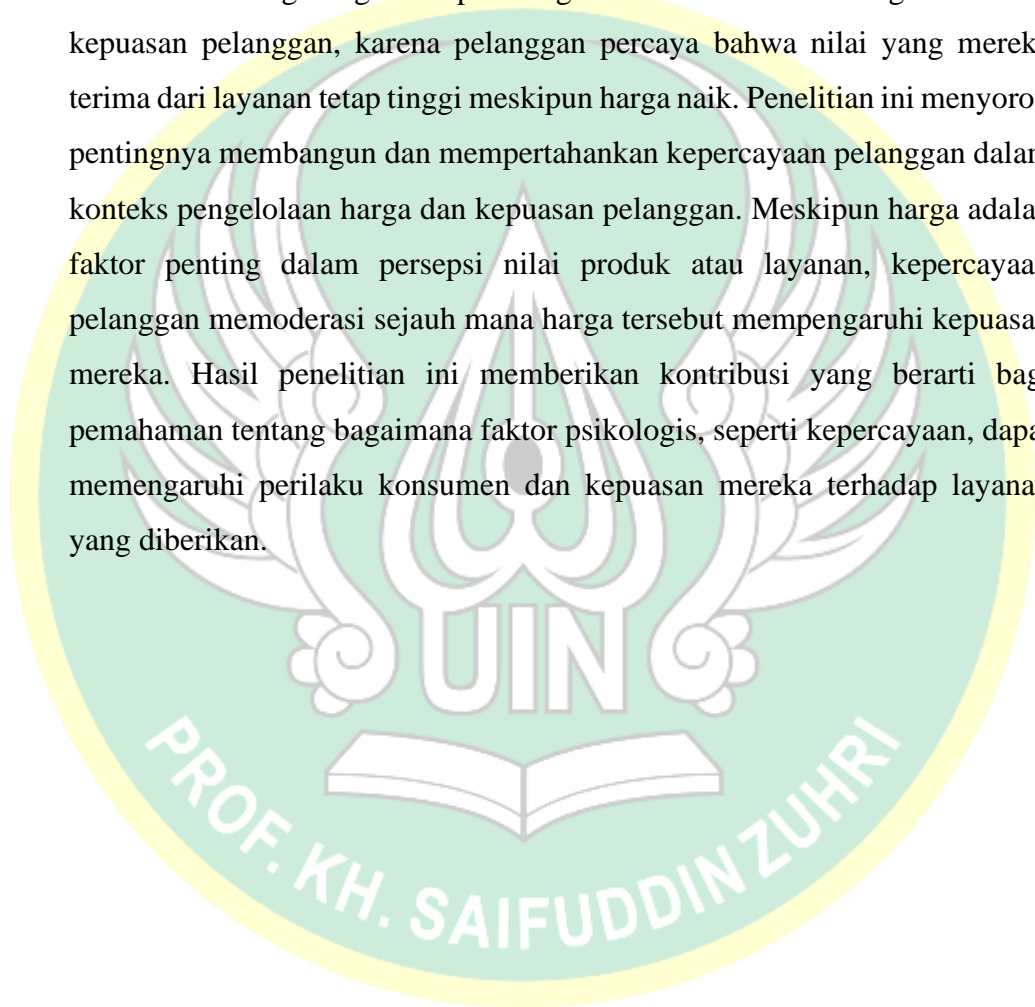 kepuasan pelanggan, karena pelanggan percaya bahwa nilai yang merek
terima dari layanan tetap tinggi meskipun harga naik. Penelitian ini menyoro
pentingnya membangun dan mempertahankan kepercayaan pelanggan dalam
konteks pengelolaan harga dan kepuasan pelanggan. Meskipun harga adala
faktor penting dalam persepsi nilai produk atau layanan, kepercayaa
pelanggan memoderasi sejauh mana harga tersebut mempengaruhi kepuasa
mereka. Hasil penelitian ini memberikan kontribusi yang berarti bag
pemahaman tentang bagaimana faktor psikologis, seperti kepercayaan, dapa
memengaruhi perilaku konsumen dan kepuasan mereka terhadap layana
yang diberikan.
UIN
PROF. KH. SAIFUDDIN ZUHRI